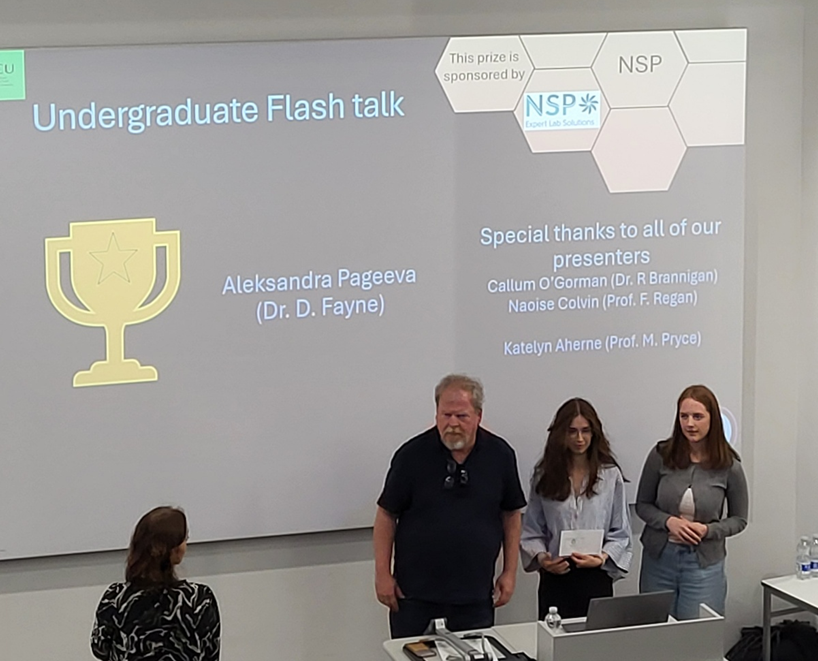 CU
Undergraduate Flash talk
This prize is
sponsored by
NSP
NSP
Expert Lab Solutions
Aleksandra Pageeva
(Dr. D. Fayne)
Special thanks to all of our
presenters
Callum O'Gorman (Dr. R Brannigan)
Naoise Colvin (Prof. F. Regan)
Katelyn Aherne (Prof. M. Pryce)